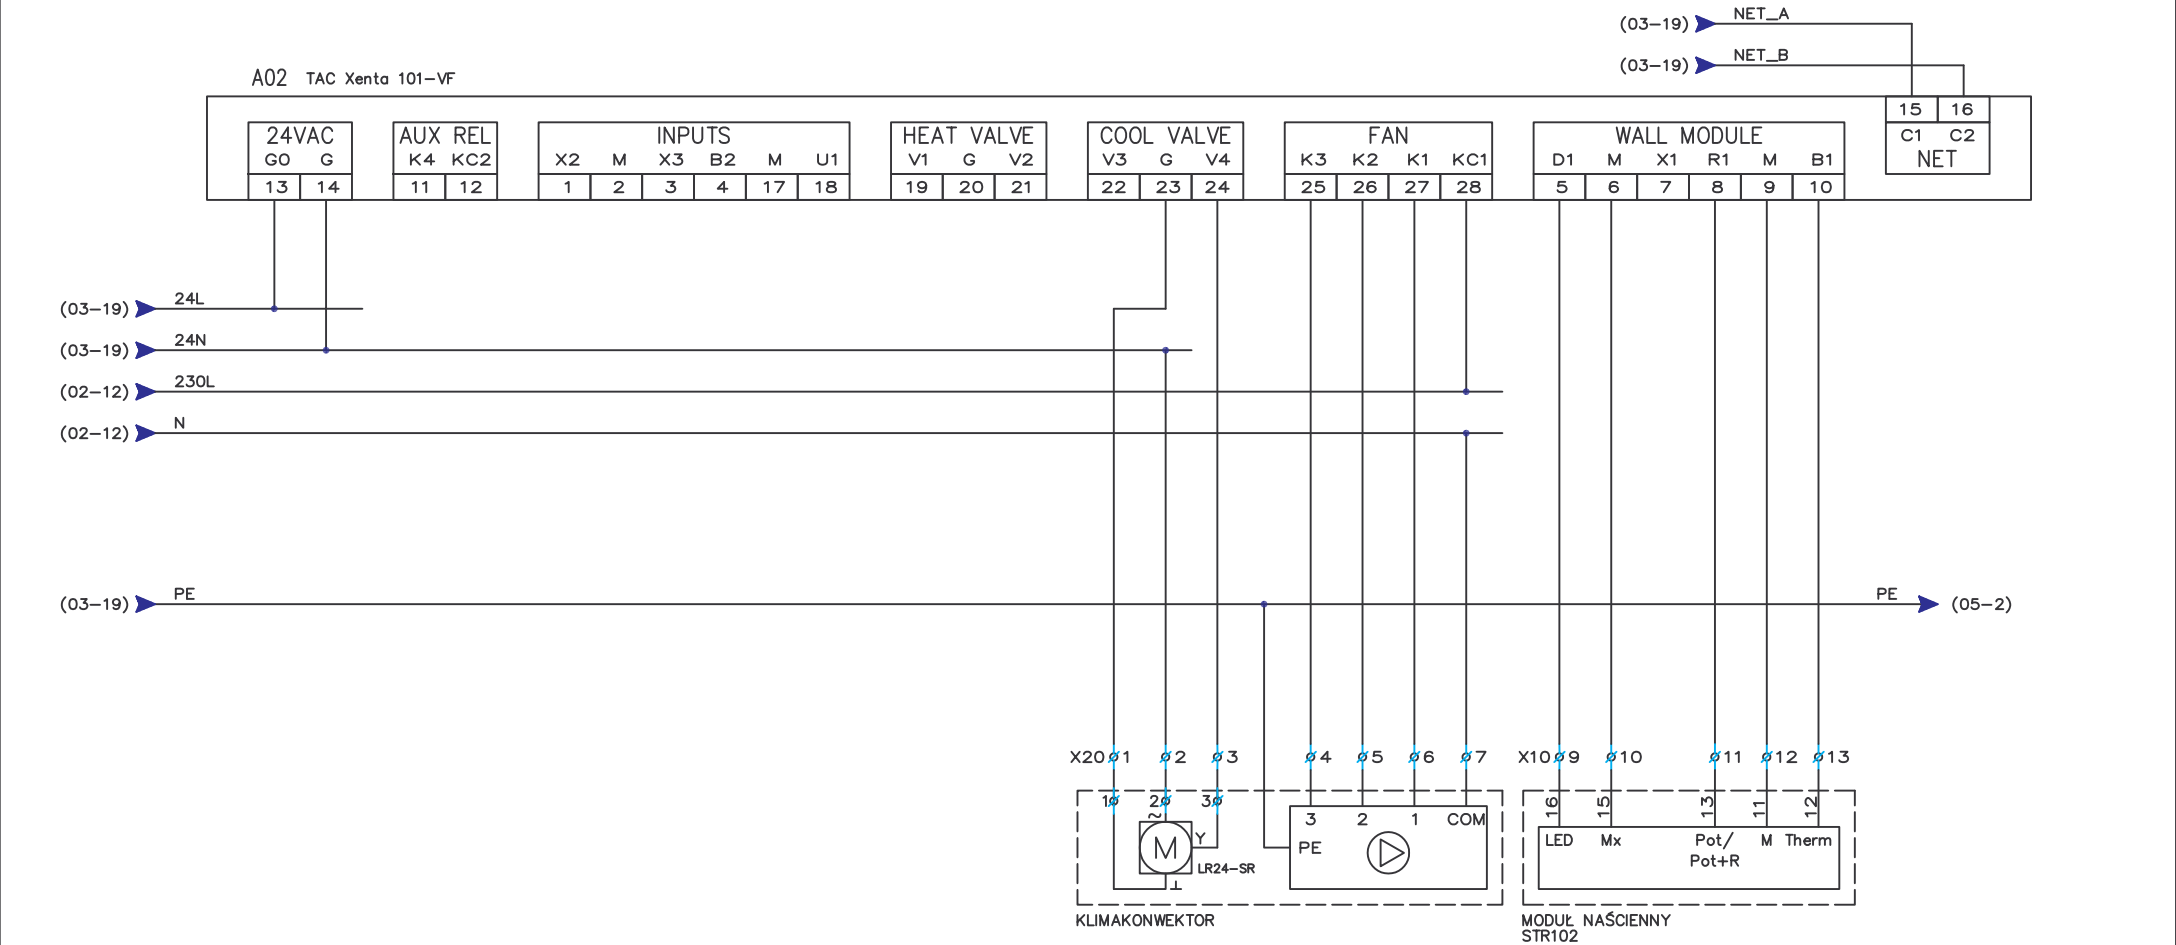 (03-19) NET_A
(03-19) NET_B
A02 TAC Xenta 101-VF
15 16
C1 C2
NET
24VAC AUX REL INPUTS HEAT VALVE COOL VALVE FAN WALL MODULE
G0 G K4 KC2 X2 M X3 B2 M U1 V1 G V2 V3 G V4 K3 K2 K1 KC1 D1 M X1 R1 M B1
13 14 11 12 1 2 3 4 17 18 19 20 21 22 23 24 25 26 27 28 5 6 7 8 9 10
(03-19) 24L
(03-19) 24N
(02-12) 230L
(02-12) N
(03-19) PE PE (05-2)
X20 1 2 3 4 5 6 7 X10 9 10 11 12 13
1 2 3 16 15 13 11 12
~ 3 2 1 COM
M Y PE LED Mx Pot/ M Therm
Pot+R
LR24-SR
⊥
KLIMAKONWEKTOR
MODUŁ NAŚCIENNY
STR102